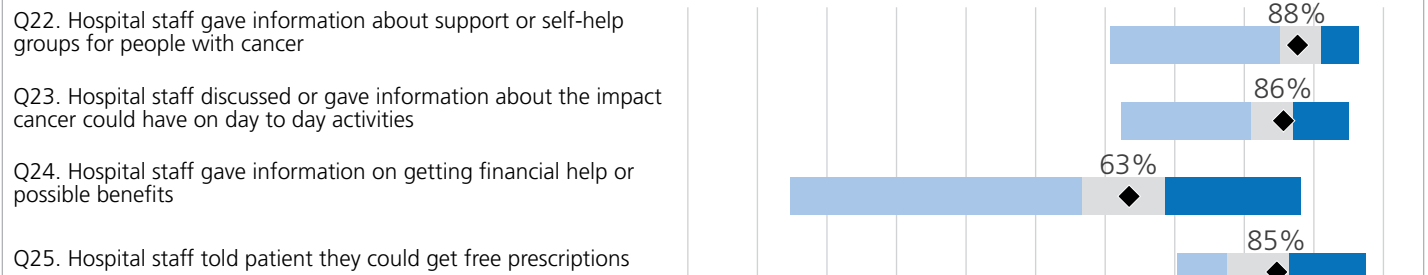 Q22. Hospital staff gave information about support or self-help
groups for people with cancer
88%
Q23. Hospital staff discussed or gave information about the impact
cancer could have on day to day activities
86%
Q24. Hospital staff gave information on getting financial help or
possible benefits
63%
Q25. Hospital staff told patient they could get free prescriptions
85%